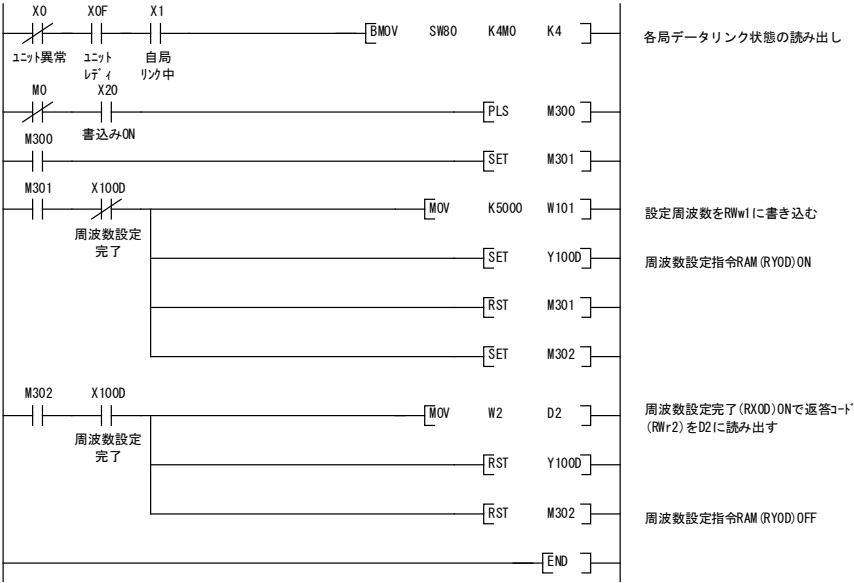 X0 X0F X1
BMOV SW80 K4M0 K4
各局データリンク状態の読み出し
ユニット異常 ユニット 自局
レディ リンク中
M0 X20
PLS M300
書込みON
M300
SET M301
M301 X100D
MOV K5000 W101
設定周波数をRWw1に書き込む
周波数設定
完了
SET Y100D
周波数設定指令RAM(RY0D)ON
RST M301
SET M302
M302 X100D
MOV W2 D2
周波数設定完了(RX0D)ONで返答コード
(RWr2)をD2に読み出す
周波数設定
完了
RST Y100D
RST M302
周波数設定指令RAM(RY0D)OFF
END